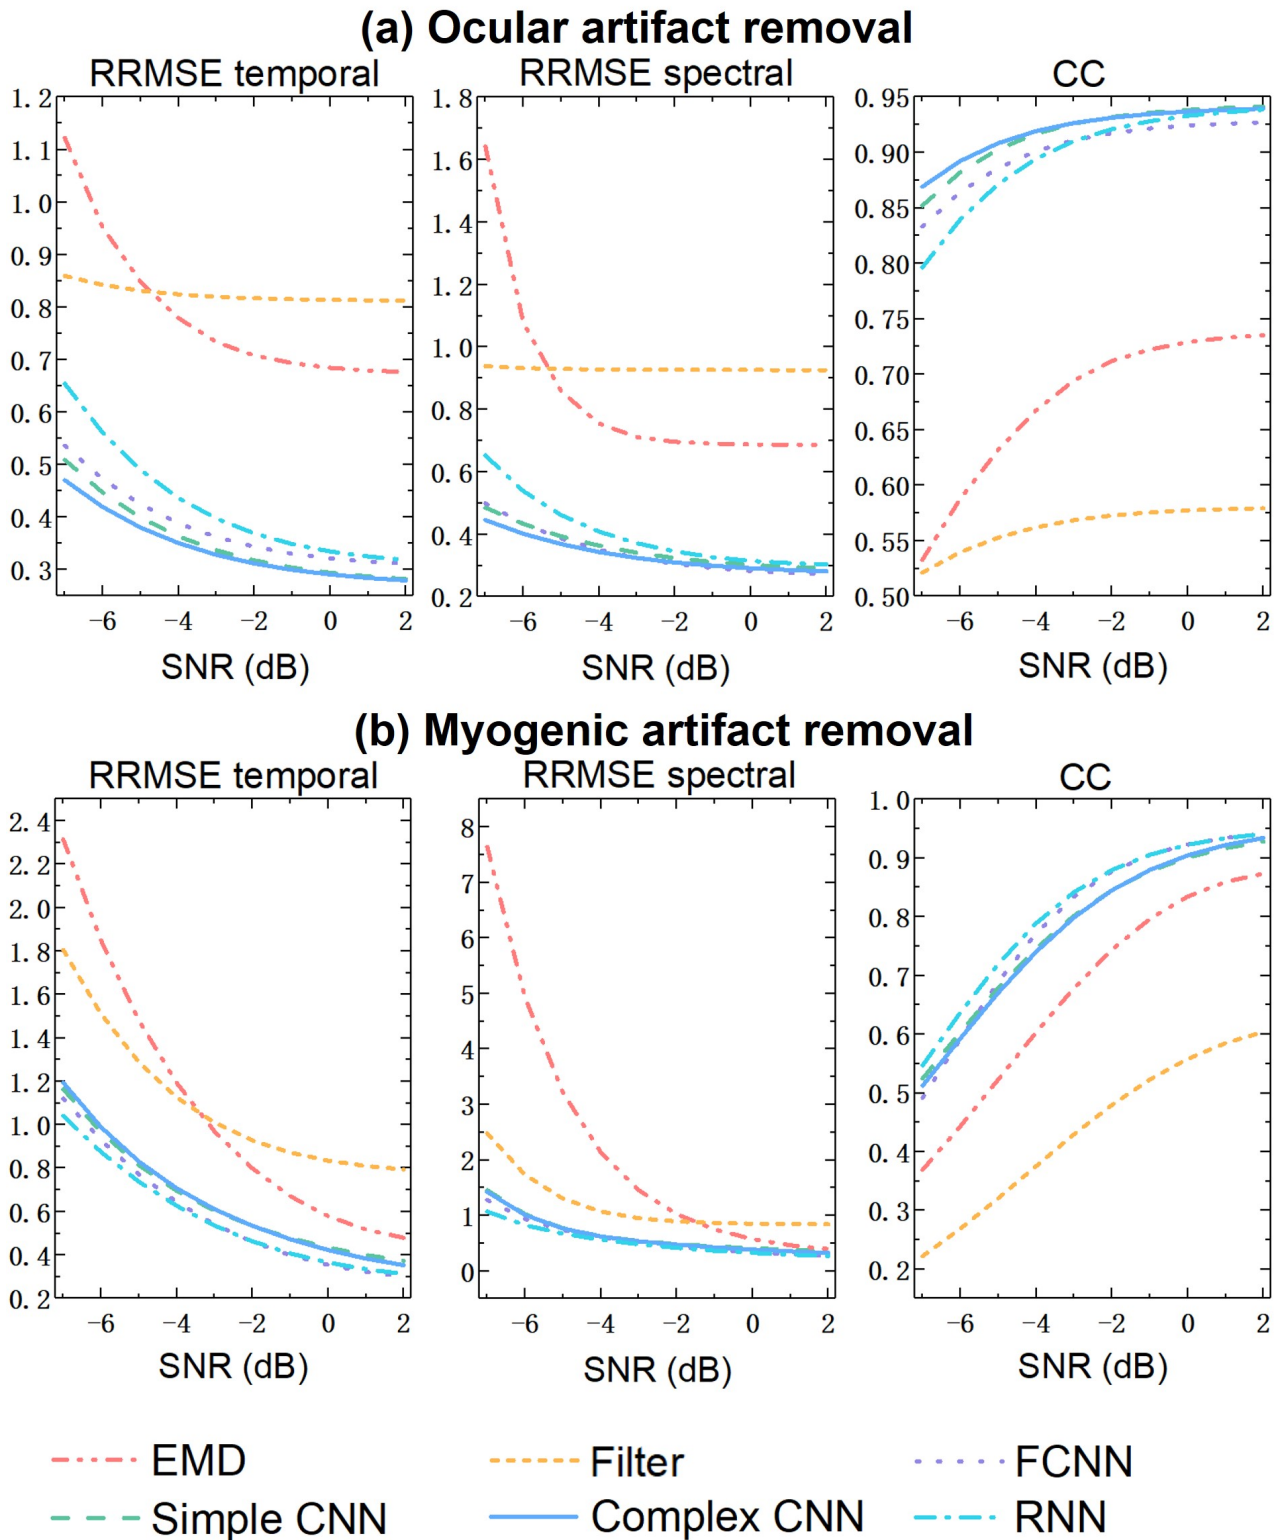 (a) Ocular artifact removal
RRMSE temporal RRMSE spectral CC
1.2 1.8 0.95
1.1 1.6 0.90
1.0 1.4 0.85
0.9 1.2 0.80
0.8 1.0 0.75
0.7 0.8 0.70
0.6 0.6 0.65
0.5 0.4 0.60
0.4 0.2 0.55
0.3 0.50
−6 −4 −2 0 2 −6 −4 −2 0 2 −6 −4 −2 0 2
SNR (dB) SNR (dB) SNR (dB)
(b) Myogenic artifact removal
RRMSE temporal RRMSE spectral CC
2.4 8 1.0
2.2 7 0.9
2.0 6 0.8
1.8 5 0.7
1.6 4 0.6
1.4 3 0.5
1.2 2 0.4
1.0 1 0.3
0.8 0 0.2
0.6
0.4
0.2
−6 −4 −2 0 2 −6 −4 −2 0 2 −6 −4 −2 0 2
SNR (dB) SNR (dB) SNR (dB)
EMD Filter FCNN
Simple CNN Complex CNN RNN